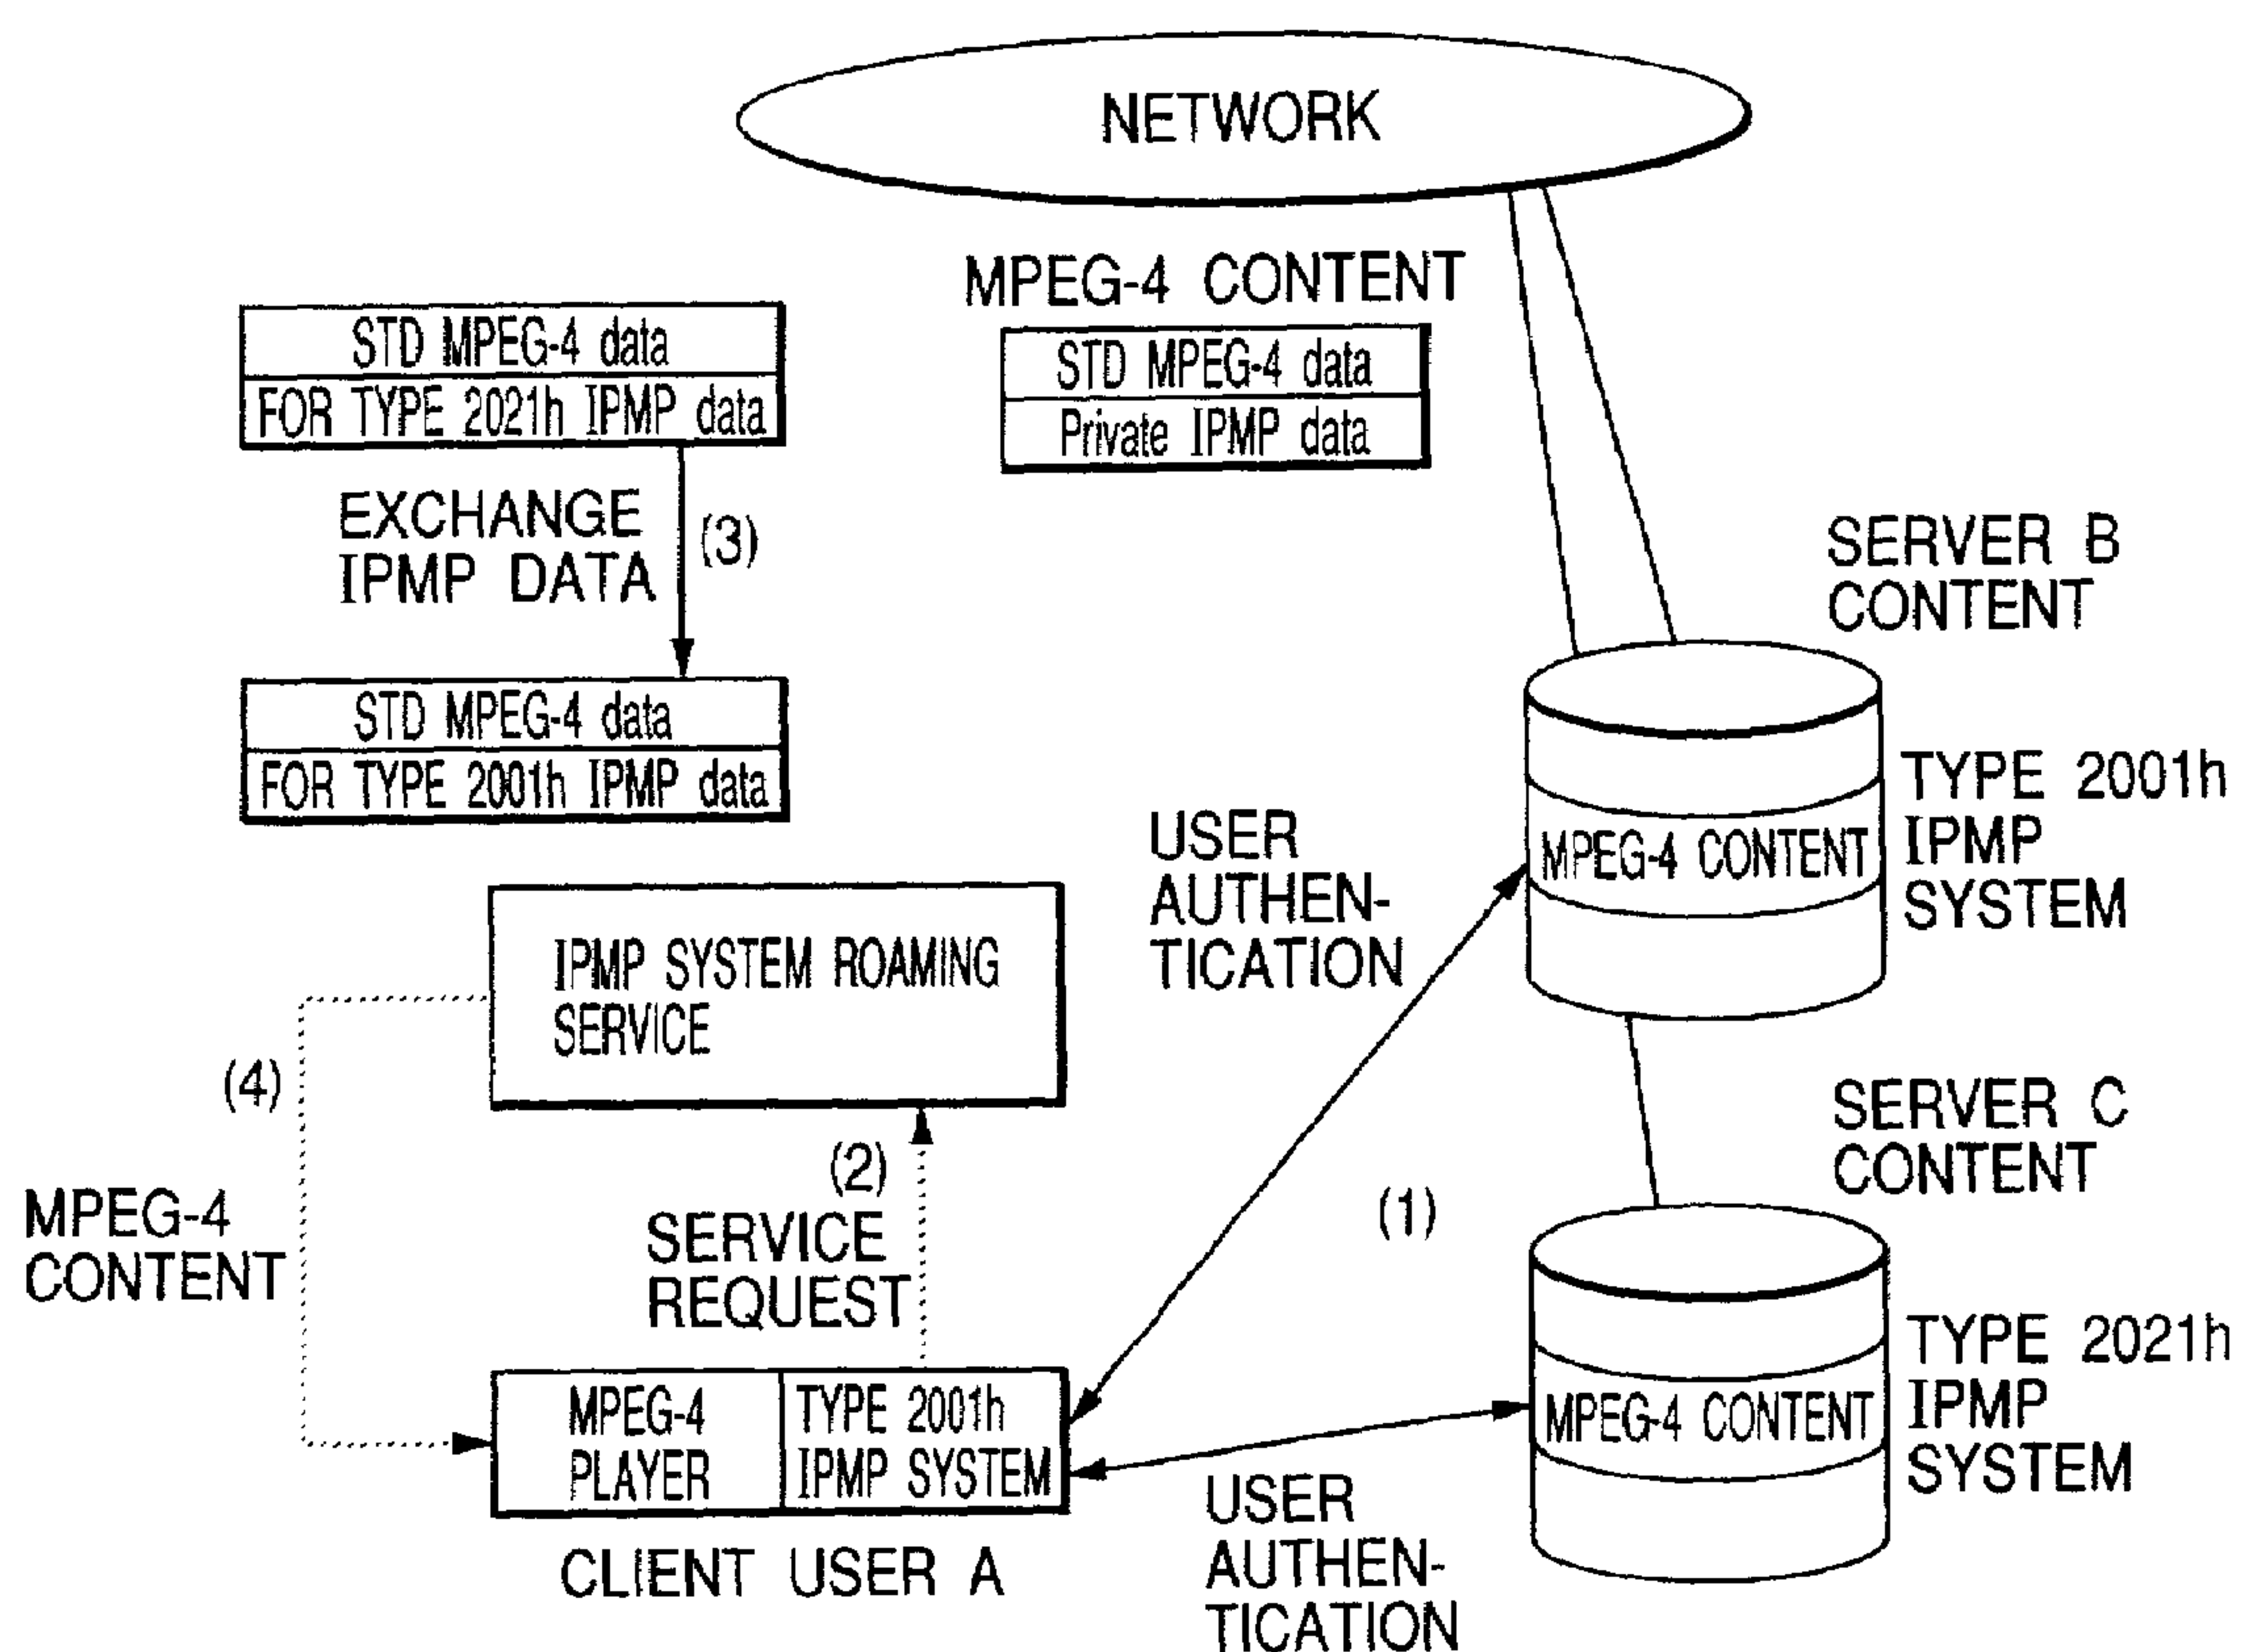 NETWORK
MPEG-4 CONTENT
STD MPEG-4 data
Private IPMP data
STD MPEG-4 data
FOR TYPE 2021h IPMP data
EXCHANGE
IPMP DATA
(3)
STD MPEG-4 data
FOR TYPE 2001h IPMP data
SERVER B
CONTENT
MPEG-4 CONTENT
TYPE 2001h
IPMP
SYSTEM
USER
AUTHEN-
TICATION
IPMP SYSTEM ROAMING
SERVICE
(4)
MPEG-4
CONTENT
(2)
SERVICE
REQUEST
(1)
SERVER C
CONTENT
MPEG-4 CONTENT
TYPE 2021h
IPMP
SYSTEM
MPEG-4
PLAYER
TYPE 2001h
IPMP SYSTEM
CLIENT USER A
USER
AUTHEN-
TICATION